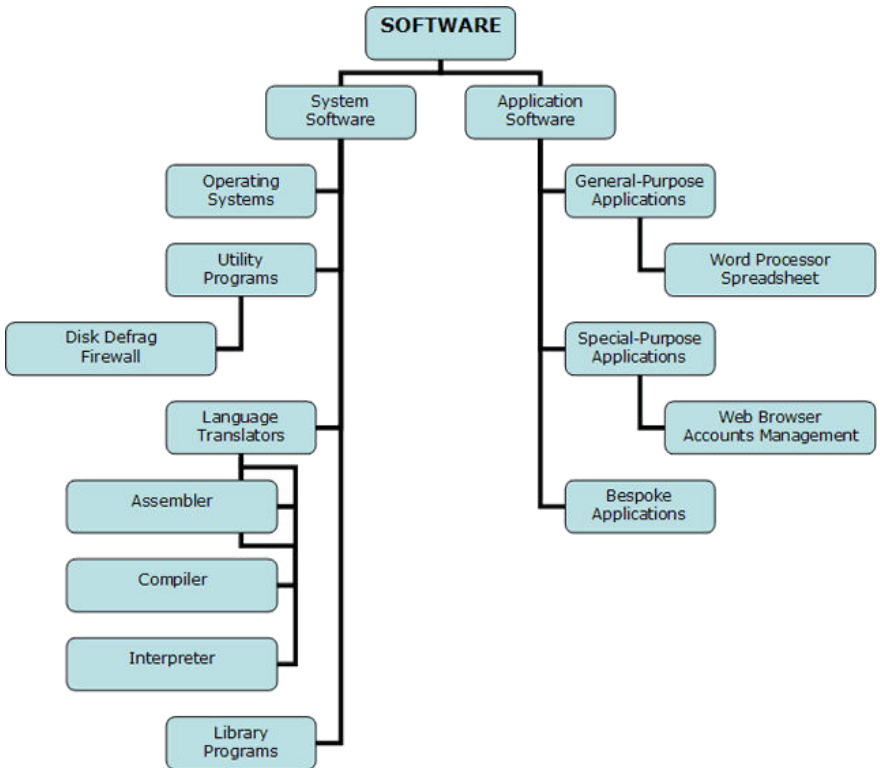 SOFTWARE
System
Software
Application
Software
Operating
Systems
General-Purpose
Applications
Utility
Programs
Word Processor
Spreadsheet
Disk Defrag
Firewall
Special-Purpose
Applications
Language
Translators
Web Browser
Accounts Management
Assembler
Bespoke
Applications
Compiler
Interpreter
Library
Programs